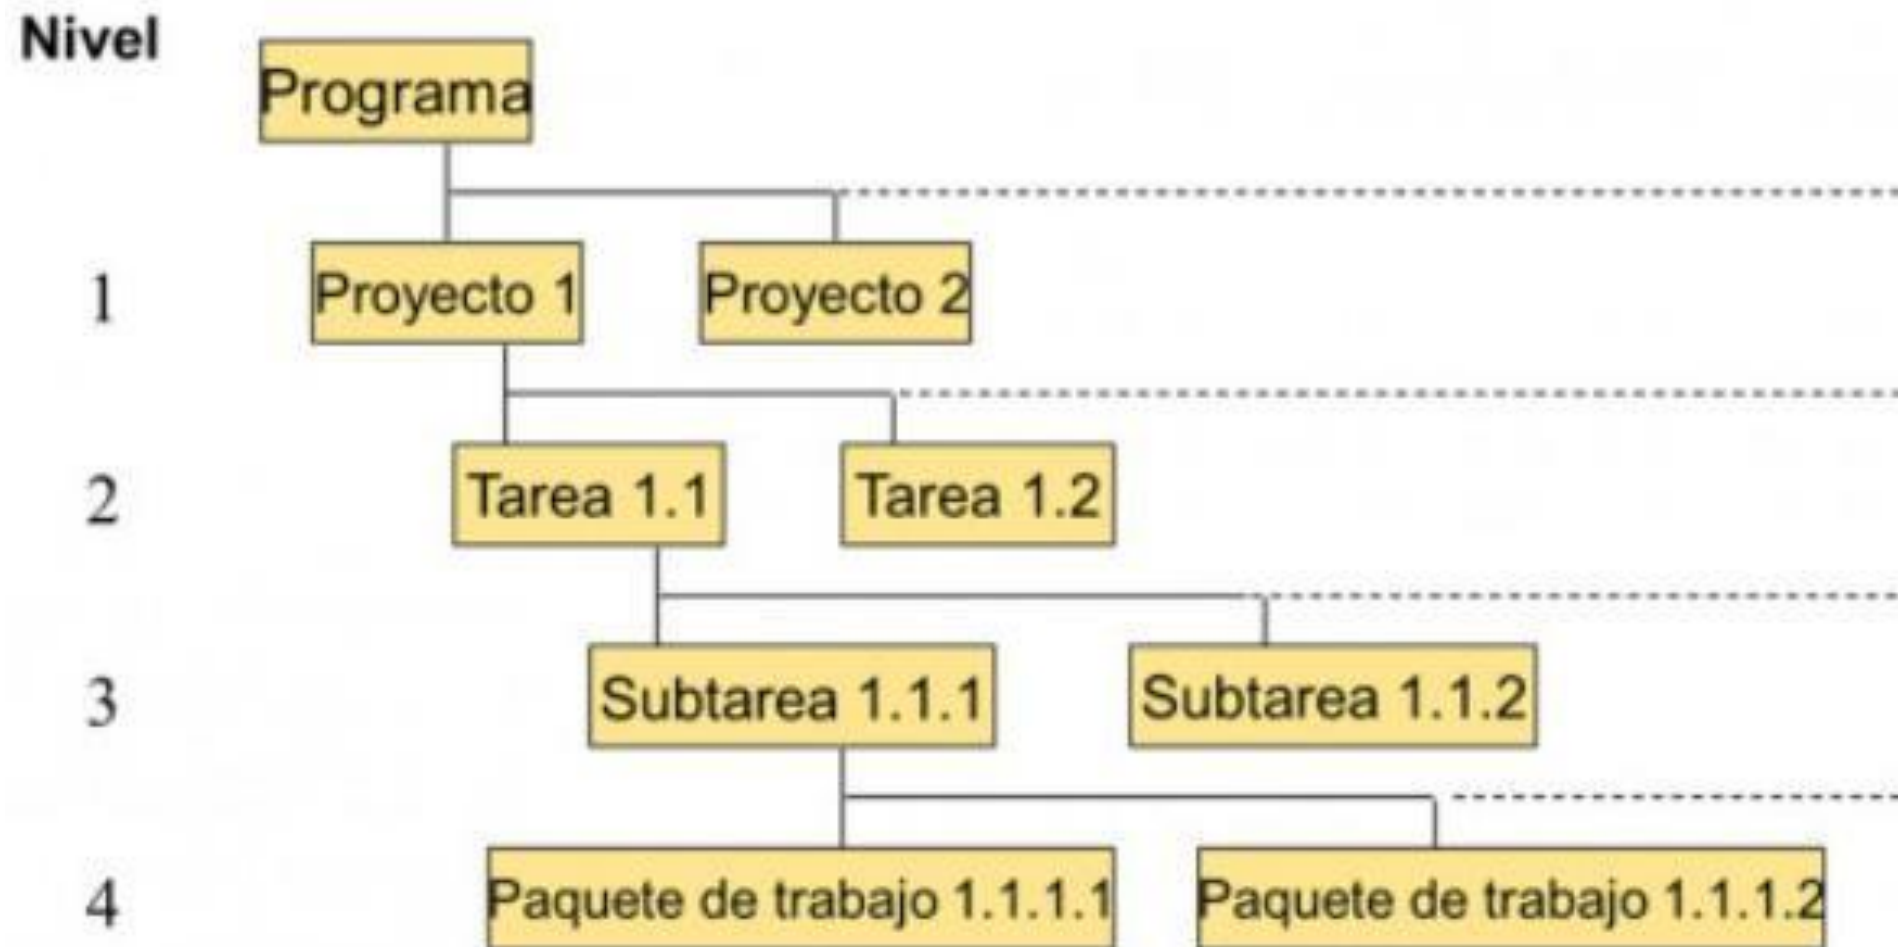 Nivel
Programa
1
Proyecto 1
Proyecto 2
2
Tarea 1.1
Tarea 1.2
3
Subtarea 1.1.1
Subtarea 1.1.2
4
Paquete de trabajo 1.1.1.1
Paquete de trabajo 1.1.1.2